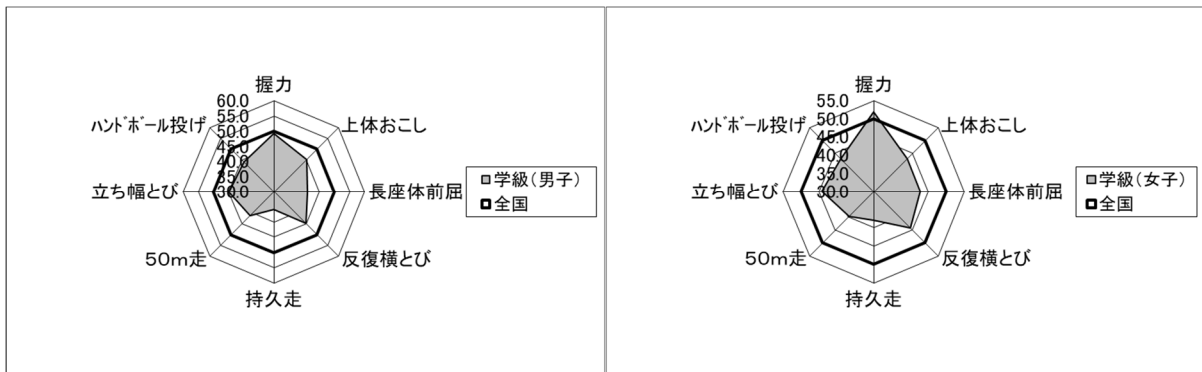 握力
60.0
55.0
50.0
45.0
40.0
35.0
30.0
ﾊﾝﾄﾞﾎﾞｰﾙ投げ
上体おこし
立ち幅とび
長座体前屈
50ｍ走
反復横とび
持久走
学級（男子）
全国
握力
55.0
50.0
45.0
40.0
35.0
30.0
ﾊﾝﾄﾞﾎﾞｰﾙ投げ
上体おこし
立ち幅とび
長座体前屈
50ｍ走
反復横とび
持久走
学級（女子）
全国